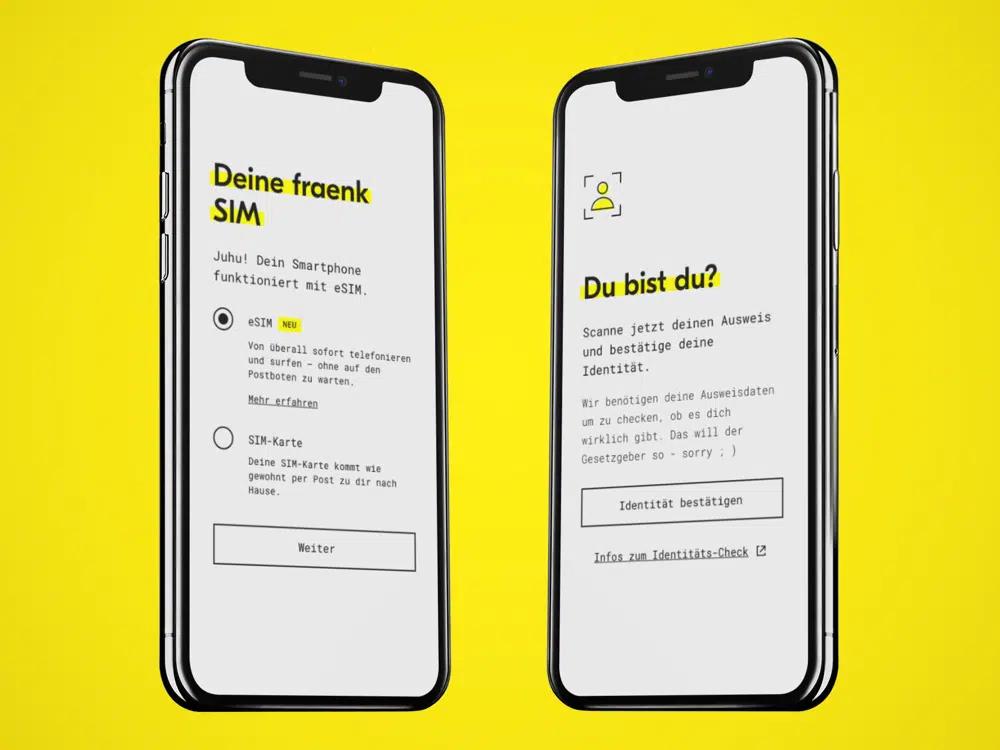 Deine fraenk
SIM
Juhu! Dein Smartphone
funktioniert mit eSIM.
eSIM NEU
Von überall sofort telefonieren
und surfen – ohne auf den
Postboten zu warten.
Mehr erfahren
SIM-Karte
Deine SIM-Karte kommt wie
gewohnt per Post zu dir nach
Hause.
Weiter
Du bist du?
Scanne jetzt deinen Ausweis
und bestätige deine
Identität.
Wir benötigen deine Ausweisdaten
um zu checken, ob es dich
wirklich gibt. Das will der
Gesetzgeber so - sorry ; )
Identität bestätigen
Infos zum Identitäts-Check